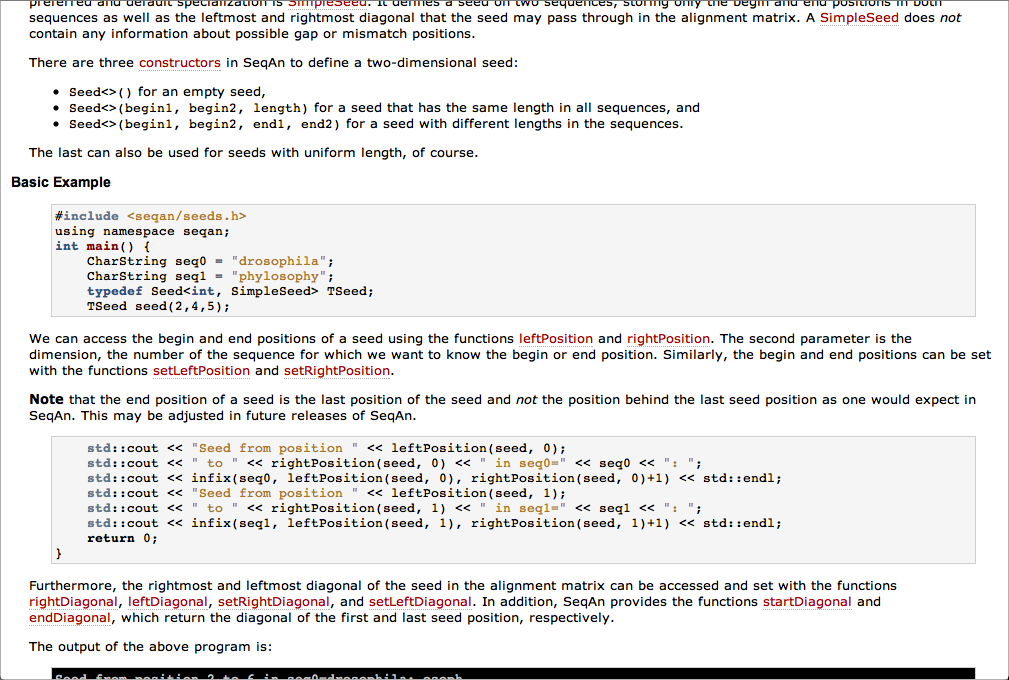 preferred and default specialization is SimpleSeed. It defines a seed on two sequences, storing only the begin and end positions in both
sequences as well as the leftmost and rightmost diagonal that the seed may pass through in the alignment matrix. A SimpleSeed does not
contain any information about possible gap or mismatch positions.
There are three constructors in SeqAn to define a two-dimensional seed:
• Seed<>() for an empty seed,
• Seed<>(begin1, begin2, length) for a seed that has the same length in all sequences, and
• Seed<>(begin1, begin2, end1, end2) for a seed with different lengths in the sequences.
The last can also be used for seeds with uniform length, of course.
Basic Example
#include <seqan/seeds.h>
using namespace seqan;
int main() {
    CharString seq0 = "drosophila";
    CharString seq1 = "phylosophy";
    typedef Seed<int, SimpleSeed> TSeed;
    TSeed seed(2,4,5);
We can access the begin and end positions of a seed using the functions leftPosition and rightPosition. The second parameter is the
dimension, the number of the sequence for which we want to know the begin or end position. Similarly, the begin and end positions can be set
with the functions setLeftPosition and setRightPosition.
Note that the end position of a seed is the last position of the seed and not the position behind the last seed position as one would expect in
SeqAn. This may be adjusted in future releases of SeqAn.
    std::cout << "Seed from position " << leftPosition(seed, 0);
    std::cout << " to " << rightPosition(seed, 0) << " in seq0=" << seq0 << ": ";
    std::cout << infix(seq0, leftPosition(seed, 0), rightPosition(seed, 0)+1) << std::endl;
    std::cout << "Seed from position " << leftPosition(seed, 1);
    std::cout << " to " << rightPosition(seed, 1) << " in seq1=" << seq1 << ": ";
    std::cout << infix(seq1, leftPosition(seed, 1), rightPosition(seed, 1)+1) << std::endl;
    return 0;
}
Furthermore, the rightmost and leftmost diagonal of the seed in the alignment matrix can be accessed and set with the functions
rightDiagonal, leftDiagonal, setRightDiagonal, and setLeftDiagonal. In addition, SeqAn provides the functions startDiagonal and
endDiagonal, which return the diagonal of the first and last seed position, respectively.
The output of the above program is:
Seed from position 2 to 6 in seq0=drosophila: osoph